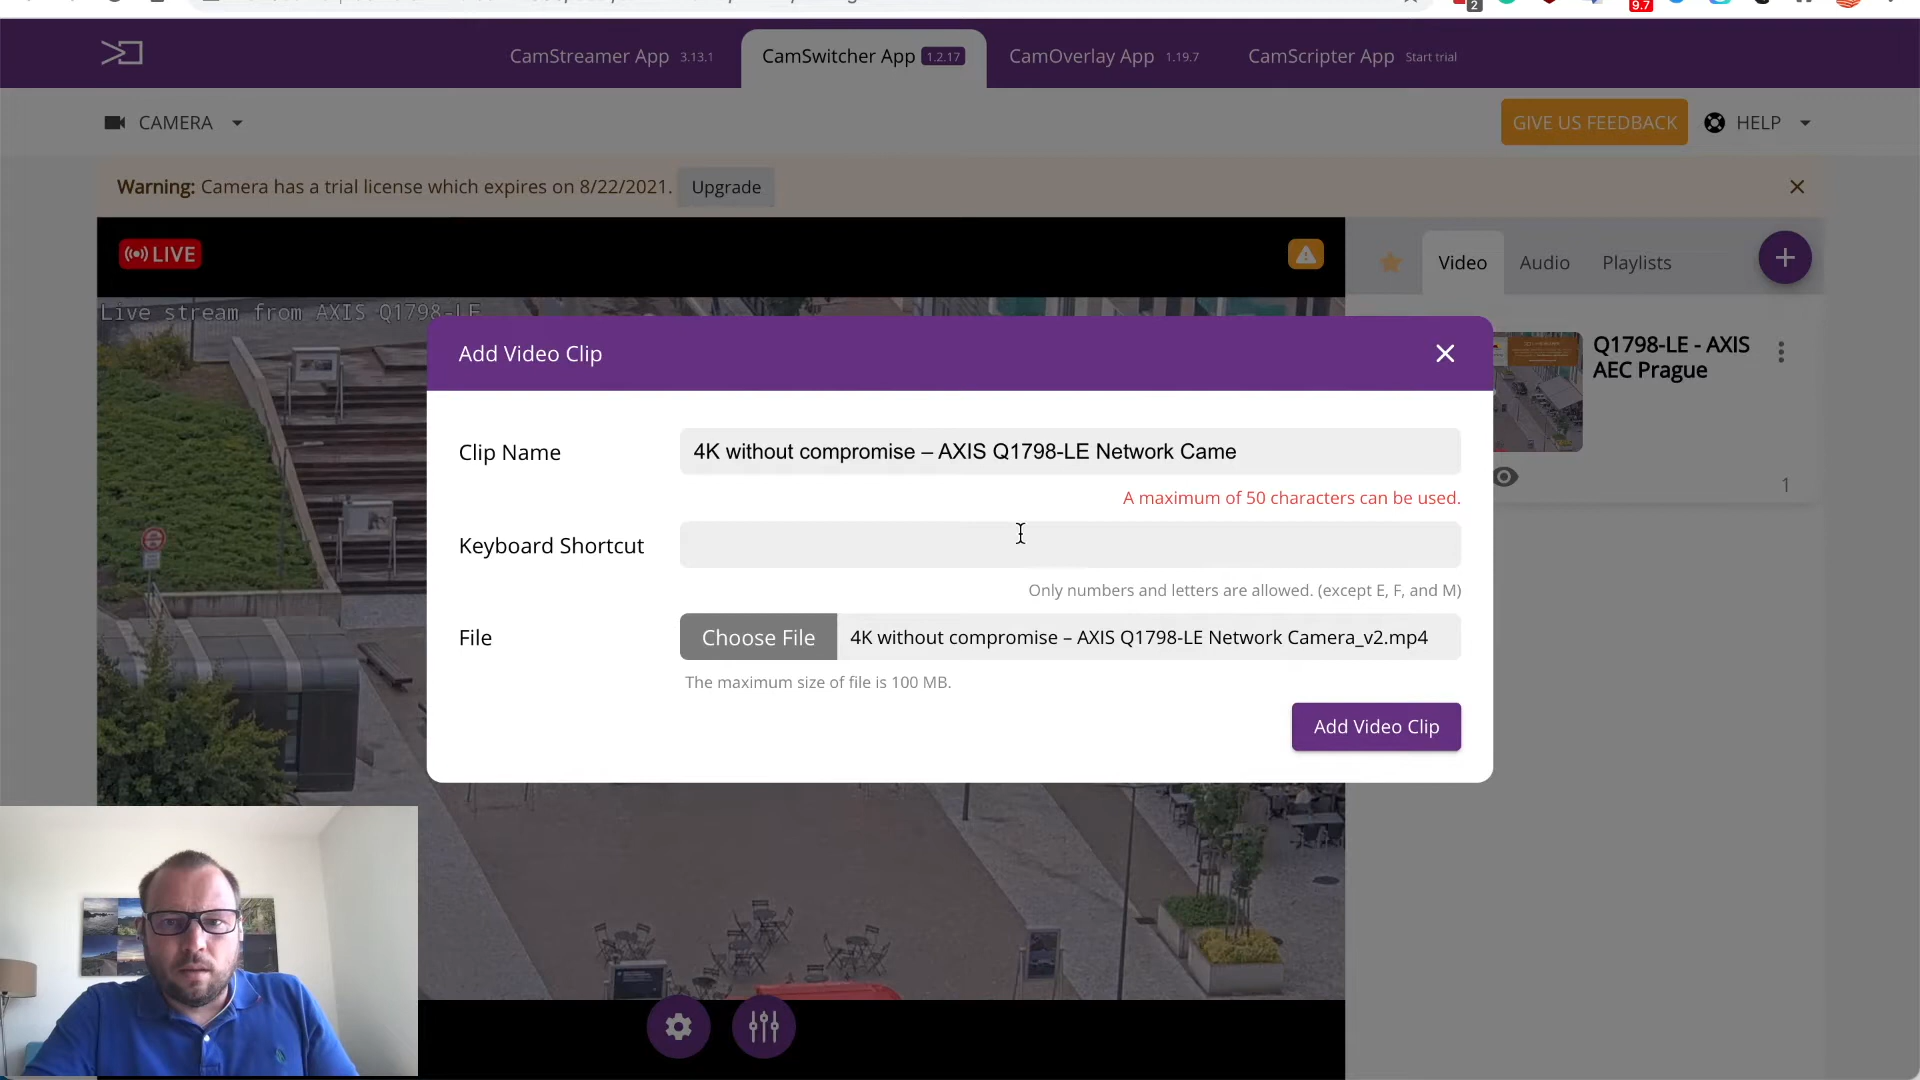 2
9.7
CamStreamer App 3.13.1
CamSwitcher App 1.2.17
CamOverlay App 1.19.7
CamScripter App Start trial
CAMERA
GIVE US FEEDBACK
HELP
Warning: Camera has a trial license which expires on 8/22/2021.
Upgrade
LIVE
Live stream from AXIS Q1798-LE
Video
Audio
Playlists
Q1798-LE - AXIS
AEC Prague
1
Add Video Clip
Clip Name
4K without compromise – AXIS Q1798-LE Network Came
A maximum of 50 characters can be used.
Keyboard Shortcut
Only numbers and letters are allowed. (except E, F, and M)
File
Choose File
4K without compromise – AXIS Q1798-LE Network Camera_v2.mp4
The maximum size of file is 100 MB.
Add Video Clip